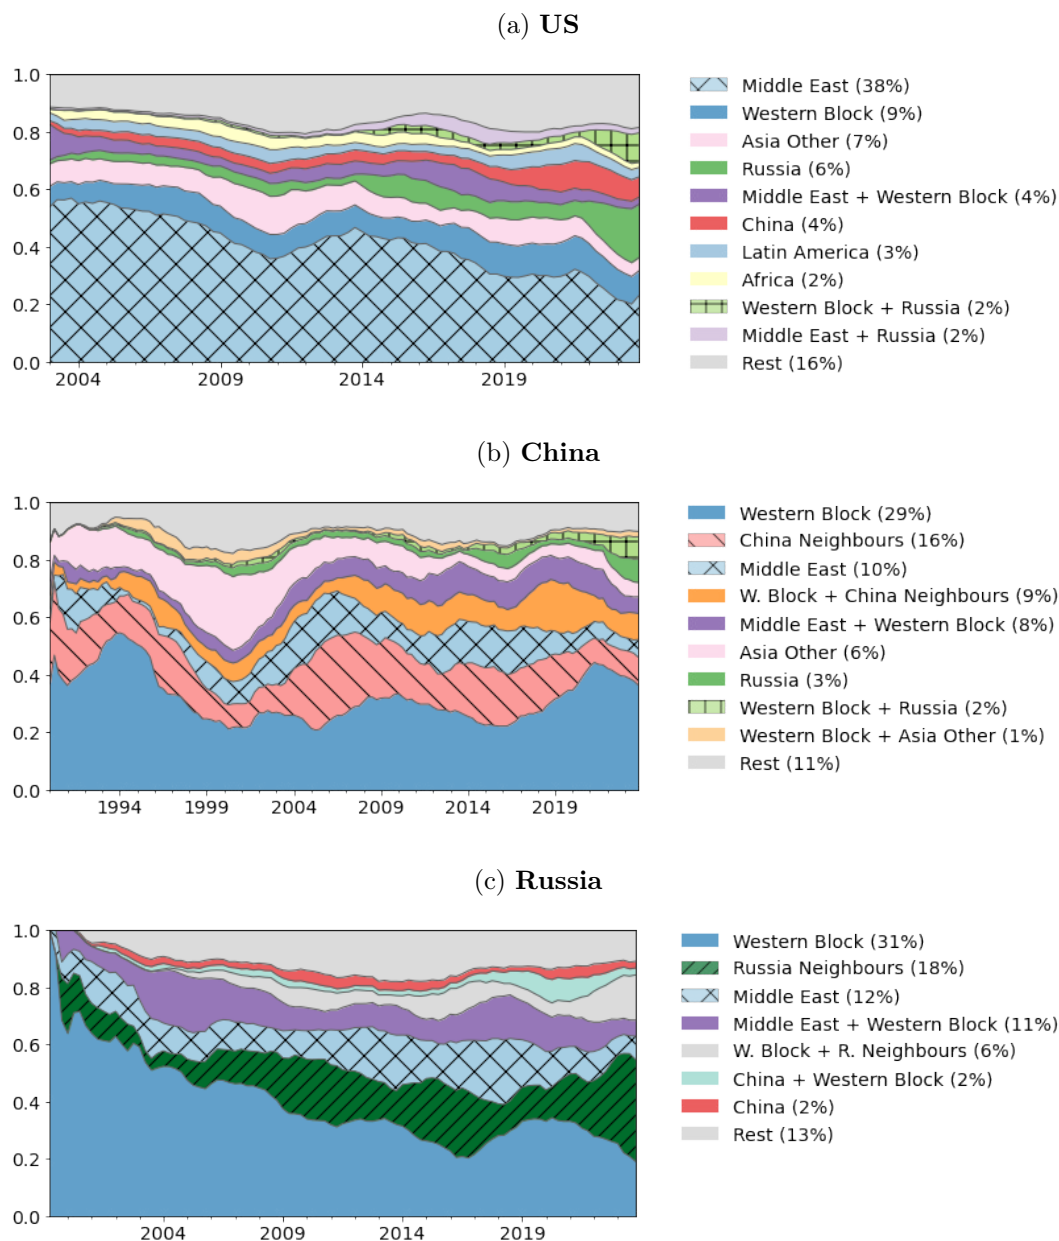 (a) US
1.0
0.8
0.6
0.4
0.2
0.0
2004 2009 2014 2019
Middle East (38%)
Western Block (9%)
Asia Other (7%)
Russia (6%)
Middle East + Western Block (4%)
China (4%)
Latin America (3%)
Africa (2%)
Western Block + Russia (2%)
Middle East + Russia (2%)
Rest (16%)
(b) China
1.0
0.8
0.6
0.4
0.2
0.0
1994 1999 2004 2009 2014 2019
Western Block (29%)
China Neighbours (16%)
Middle East (10%)
W. Block + China Neighbours (9%)
Middle East + Western Block (8%)
Asia Other (6%)
Russia (3%)
Western Block + Russia (2%)
Western Block + Asia Other (1%)
Rest (11%)
(c) Russia
1.0
0.8
0.6
0.4
0.2
0.0
2004 2009 2014 2019
Western Block (31%)
Russia Neighbours (18%)
Middle East (12%)
Middle East + Western Block (11%)
W. Block + R. Neighbours (6%)
China + Western Block (2%)
China (2%)
Rest (13%)